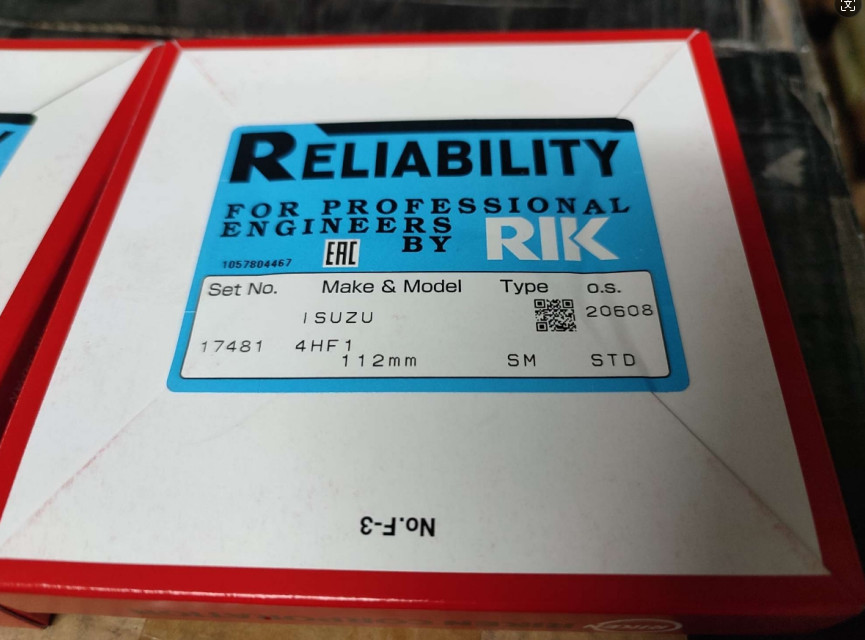 RELIABILITY
FOR PROFESSIONAL
ENGINEERS
BY RIK
EAC
1057804467
Set No. Make & Model Type o.s.
ISUZU 20608
17481 4HF1
112mm SM STD
No.F-3